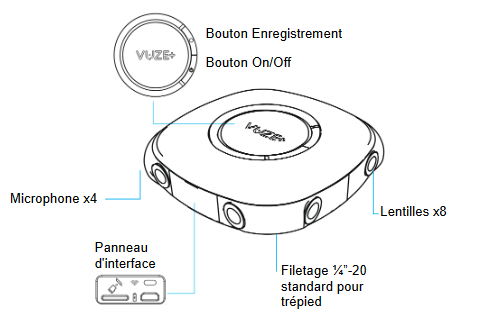 Bouton Enregistrement
VUZE+
Bouton On/Off
VUZE+
Microphone x4
Lentilles x8
Panneau
d'interface
Filetage ¼”-20
standard pour
trépied